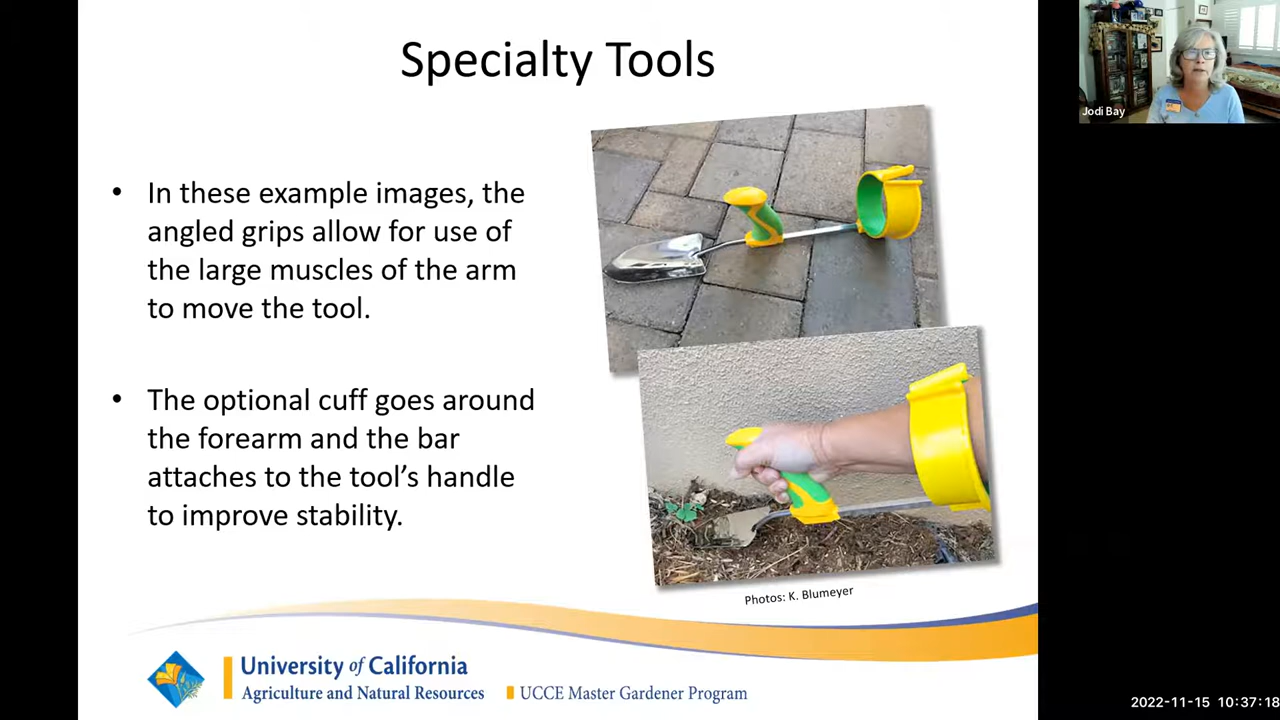 Specialty Tools
Jodi Bay
• In these example images, the
angled grips allow for use of
the large muscles of the arm
to move the tool.
• The optional cuff goes around
the forearm and the bar
attaches to the tool’s handle
to improve stability.
Photos: K. Blumeyer
University of California
Agriculture and Natural Resources
UCCE Master Gardener Program
2022-11-15 10:37:18